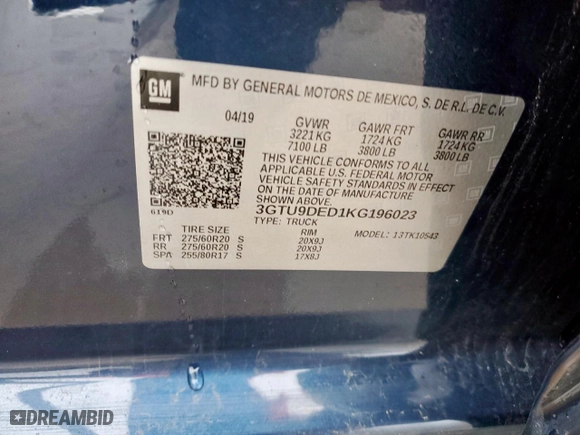 GM
MFD BY GENERAL MOTORS DE MEXICO, S. DE R.L. DE C.V.
04/19 GVWR GAWR FRT GAWR RR
3221 KG 1724 KG 1724 KG
7100 LB 3800 LB 3800 LB
THIS VEHICLE CONFORMS TO ALL
APPLICABLE U.S. FEDERAL MOTOR
VEHICLE SAFETY STANDARDS IN EFFECT
ON THE DATE OF MANUFACTURE
SHOWN ABOVE.
619D 3GTU9DED1KG196023
TYPE: TRUCK MODEL: 13TK10543
TIRE SIZE RIM
FRT 275/60R20 S 20X9J
RR 275/60R20 S 20X9J
SPA 255/80R17 S 17X8J
DREAMBID